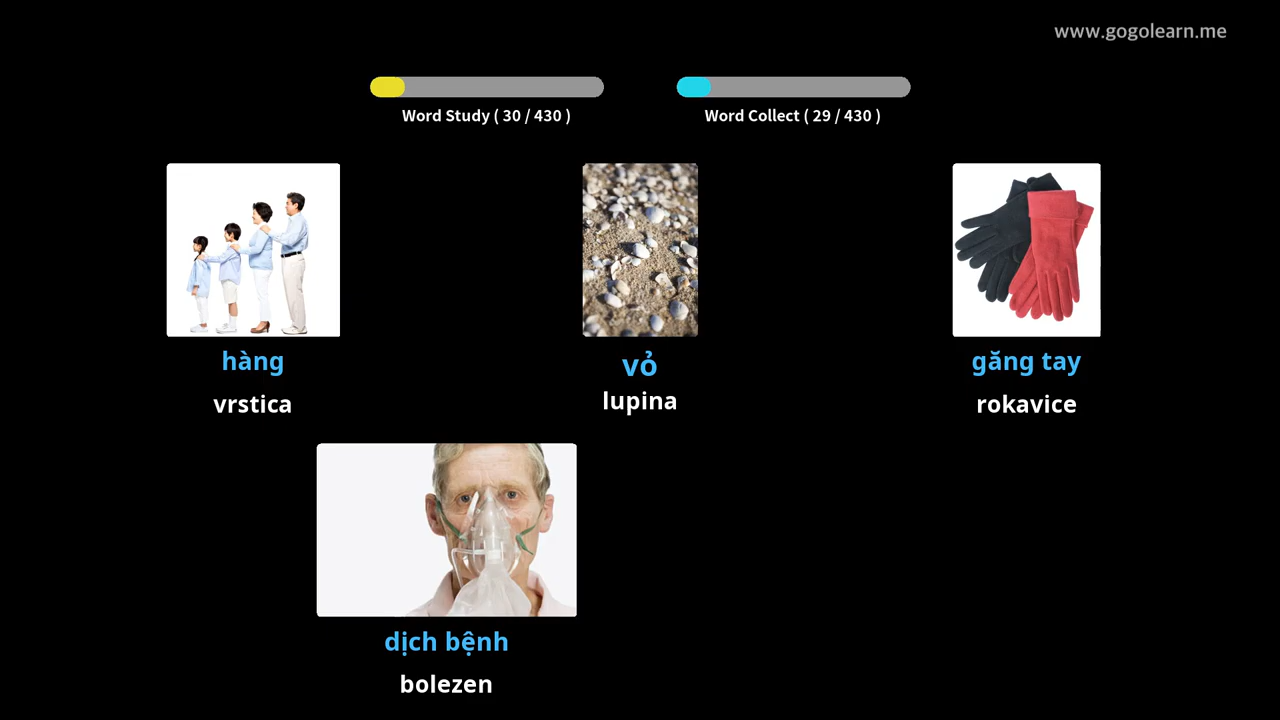 www.gogolearn.me
Word Study ( 30 / 430 )
Word Collect ( 29 / 430 )
hàng
vrstica
vỏ
lupina
găng tay
rokavice
dịch bệnh
bolezen